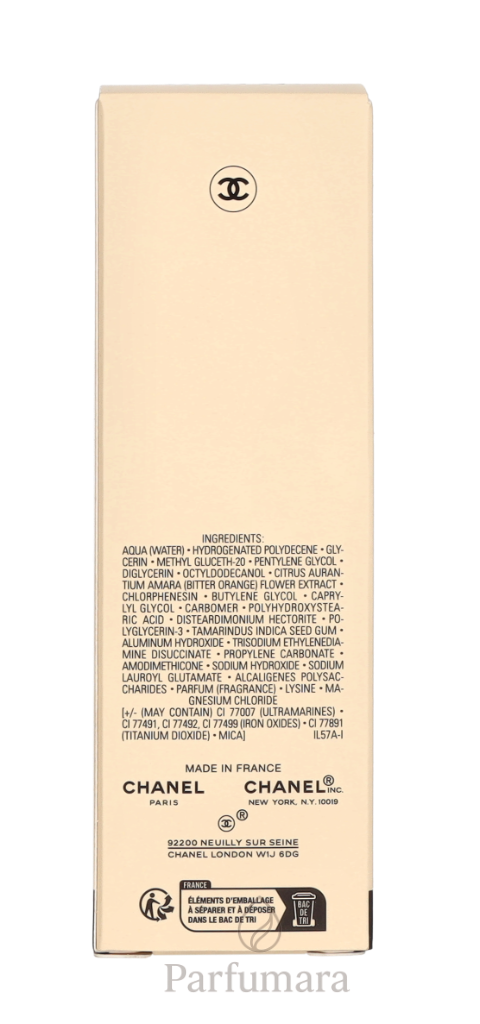 INGREDIENTS:
AQUA (WATER) • HYDROGENATED POLYDECENE • GLY-
CERIN • METHYL GLUCETH-20 • PENTYLENE GLYCOL •
DIGLYCERIN • OCTYLDODECANOL • CITRUS AURAN-
TIUM AMARA (BITTER ORANGE) FLOWER EXTRACT •
CHLORPHENESIN • BUTYLENE GLYCOL • CAPRY-
LYL GLYCOL • CARBOMER • POLYHYDROXYSTEA-
RIC ACID • DISTEARDIMONIUM HECTORITE • PO-
LYGLYCERIN-3 • TAMARINDUS INDICA SEED GUM •
ALUMINUM HYDROXIDE • TRISODIUM ETHYLENEDIA-
MINE DISUCCINATE • PROPYLENE CARBONATE •
AMODIMETHICONE • SODIUM HYDROXIDE • SODIUM
LAUROYL GLUTAMATE • ALCALIGENES POLYSAC-
CHARIDES • PARFUM (FRAGRANCE) • LYSINE • MA-
GNESIUM CHLORIDE
[+/- (MAY CONTAIN) CI 77007 (ULTRAMARINES) •
CI 77491, CI 77492, CI 77499 (IRON OXIDES) • CI 77891
(TITANIUM DIOXIDE) • MICA] IL57A-I
MADE IN FRANCE
CHANEL CHANEL® INC.
PARIS NEW YORK, N.Y. 10019
®
92200 NEUILLY SUR SEINE
CHANEL LONDON W1J 6DG
FRANCE
ÉLÉMENTS D'EMBALLAGE
À SÉPARER ET À DÉPOSER
DANS LE BAC DE TRI
BAC
DE
TRI
Parfumara